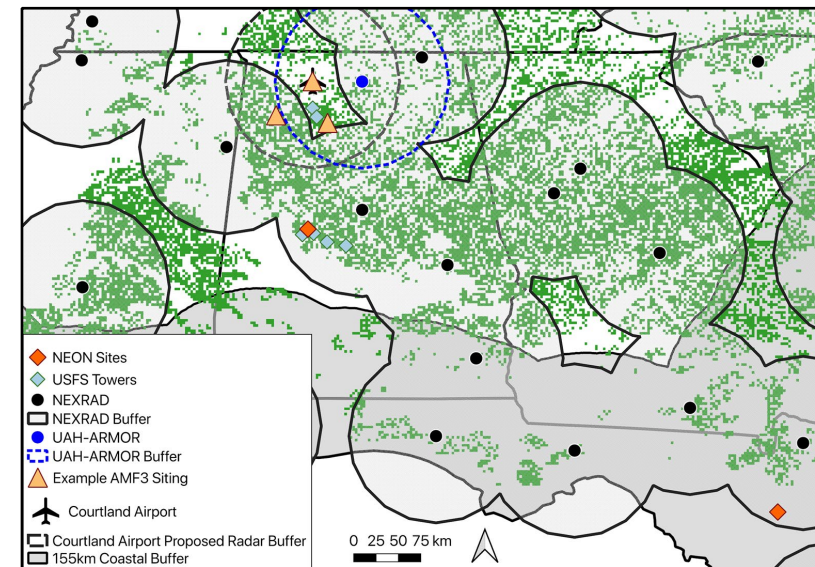 NEON Sites
USFS Towers
NEXRAD
NEXRAD Buffer
UAH-ARMOR
UAH-ARMOR Buffer
Example AMF3 Siting
Courtland Airport
Courtland Airport Proposed Radar Buffer
155km Coastal Buffer
0 25 50 75 km